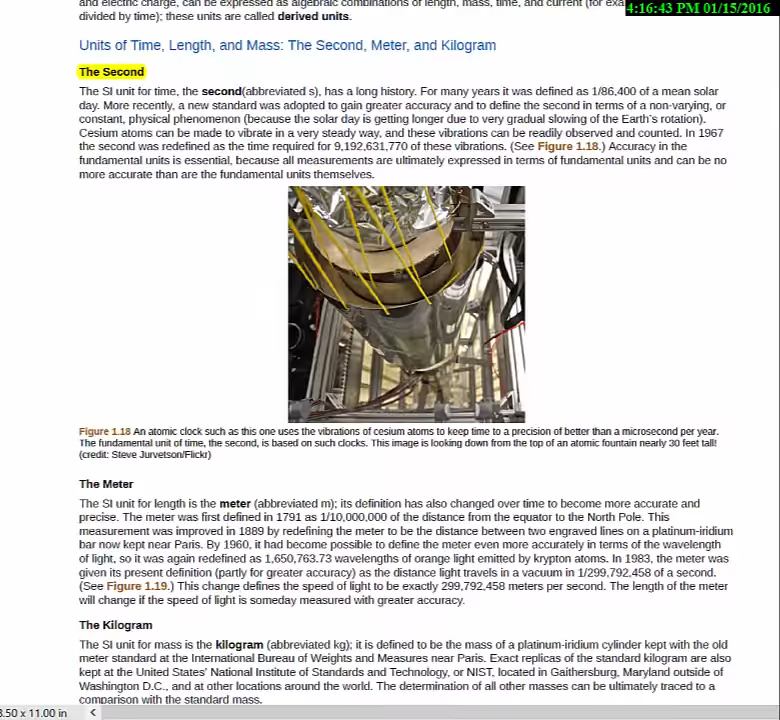 and electric charge, can be expressed as algebraic combinations of length, mass, time, and current (for
4:16:43 PM 01/15/2016
divided by time); these units are called derived units.
Units of Time, Length, and Mass: The Second, Meter, and Kilogram
The Second
The SI unit for time, the second(abbreviated s), has a long history. For many years it was defined as 1/86,400 of a mean solar
day. More recently, a new standard was adopted to gain greater accuracy and to define the second in terms of a non-varying, or
constant, physical phenomenon (because the solar day is getting longer due to very gradual slowing of the Earth's rotation).
Cesium atoms can be made to vibrate in a very steady way, and these vibrations can be readily observed and counted. In 1967
the second was redefined as the time required for 9,192,631,770 of these vibrations. (See Figure 1.18.) Accuracy in the
fundamental units is essential, because all measurements are ultimately expressed in terms of fundamental units and can be no
more accurate than are the fundamental units themselves.
Figure 1.18 An atomic clock such as this one uses the vibrations of cesium atoms to keep time to a precision of better than a microsecond per year.
The fundamental unit of time, the second, is based on such clocks. This image is looking down from the top of an atomic fountain nearly 30 feet tall!
(credit: Steve Jurvetson/Flickr)
The Meter
The SI unit for length is the meter (abbreviated m); its definition has also changed over time to become more accurate and
precise. The meter was first defined in 1791 as 1/10,000,000 of the distance from the equator to the North Pole. This
measurement was improved in 1889 by redefining the meter to be the distance between two engraved lines on a platinum-iridium
bar now kept near Paris. By 1960, it had become possible to define the meter even more accurately in terms of the wavelength
of light, so it was again redefined as 1,650,763.73 wavelengths of orange light emitted by krypton atoms. In 1983, the meter was
given its present definition (partly for greater accuracy) as the distance light travels in a vacuum in 1/299,792,458 of a second.
(See Figure 1.19.) This change defines the speed of light to be exactly 299,792,458 meters per second. The length of the meter
will change if the speed of light is someday measured with greater accuracy.
The Kilogram
The SI unit for mass is the kilogram (abbreviated kg); it is defined to be the mass of a platinum-iridium cylinder kept with the old
meter standard at the International Bureau of Weights and Measures near Paris. Exact replicas of the standard kilogram are also
kept at the United States' National Institute of Standards and Technology, or NIST, located in Gaithersburg, Maryland outside of
Washington D.C., and at other locations around the world. The determination of all other masses can be ultimately traced to a
comparison with the standard mass.
8.50 x 11.00 in